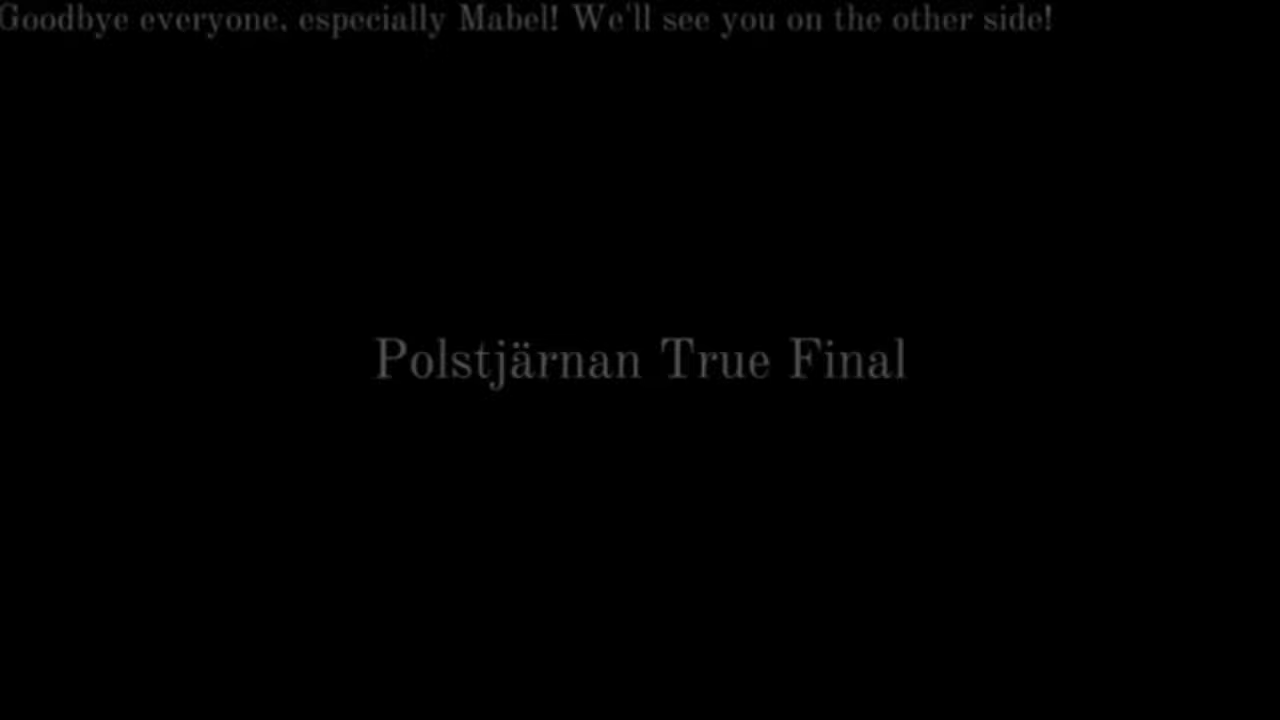 Goodbye everyone, especially Mabel! We'll see you on the other side!
Polstjärnan True Final